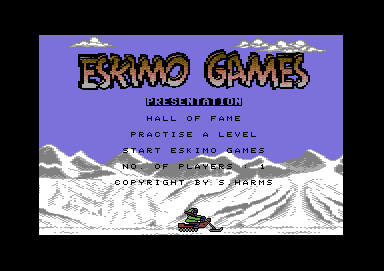 ESKIMO GAMES
PRESENTATION
HALL OF FAME
PRACTISE A LEVEL
START ESKIMO GAMES
NO. OF PLAYERS 1
COPYRIGHT BY S.HARMS